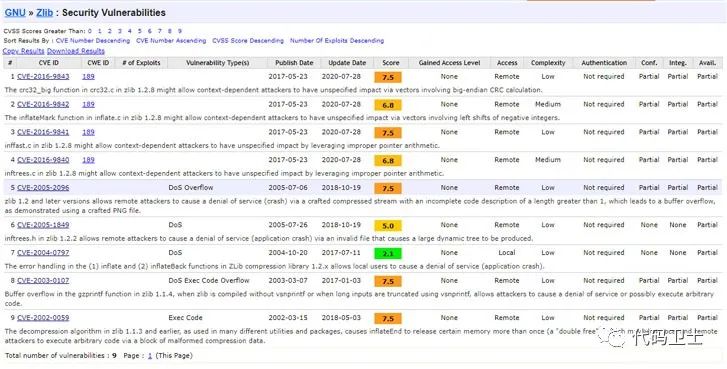 GNU » Zlib : Security Vulnerabilities
CVSS Scores Greater Than: 0 1 2 3 4 5 6 7 8 9
Sort Results By : CVE Number Descending CVE Number Ascending CVSS Score Descending Number Of Exploits Descending
Copy Results Download Results
# CVE ID CWE ID # of Exploits Vulnerability Type(s) Publish Date Update Date Score Gained Access Level Access Complexity Authentication Conf. Integ. Avail.
1 CVE-2016-9843 189 2017-05-23 2020-07-28 7.5 None Remote Low Not required Partial Partial Partial
The crc32_big function in crc32.c in zlib 1.2.8 might allow context-dependent attackers to have unspecified impact via vectors involving big-endian CRC calculation.
2 CVE-2016-9842 189 2017-05-23 2020-07-28 6.8 None Remote Medium Not required Partial Partial Partial
The inflateMark function in inflate.c in zlib 1.2.8 might allow context-dependent attackers to have unspecified impact via vectors involving left shifts of negative integers.
3 CVE-2016-9841 189 2017-05-23 2020-07-28 7.5 None Remote Low Not required Partial Partial Partial
inffast.c in zlib 1.2.8 might allow context-dependent attackers to have unspecified impact by leveraging improper pointer arithmetic.
4 CVE-2016-9840 189 2017-05-23 2020-07-28 6.8 None Remote Medium Not required Partial Partial Partial
inftrees.c in zlib 1.2.8 might allow context-dependent attackers to have unspecified impact by leveraging improper pointer arithmetic.
5 CVE-2005-2096 DoS Overflow 2005-07-06 2018-10-19 7.5 None Remote Low Not required Partial Partial Partial
zlib 1.2 and later versions allows remote attackers to cause a denial of service (crash) via a crafted compressed stream with an incomplete code description of a length greater than 1, which leads to a buffer overflow,
as demonstrated using a crafted PNG file.
6 CVE-2005-1849 DoS 2005-07-26 2018-10-19 5.0 None Remote Low Not required None None Partial
inftrees.h in zlib 1.2.2 allows remote attackers to cause a denial of service (application crash) via an invalid file that causes a large dynamic tree to be produced.
7 CVE-2004-0797 DoS 2004-10-20 2017-07-11 2.1 None Local Low Not required None None Partial
The error handling in the (1) inflate and (2) inflateBack functions in ZLib compression library 1.2.x allows local users to cause a denial of service (application crash).
8 CVE-2003-0107 DoS Exec Code Overflow 2003-03-07 2017-01-03 7.5 None Remote Low Not required Partial Partial Partial
Buffer overflow in the gzprintf function in zlib 1.1.4, when zlib is compiled without vsnprintf or when long inputs are truncated using vsnprintf, allows attackers to cause a denial of service or possibly execute arbitrary
code.
9 CVE-2002-0059 Exec Code 2002-03-15 2018-05-03 7.5 None Remote Low Not required Partial Partial Partial
The decompression algorithm in zlib 1.1.3 and earlier, as used in many different utilities and packages, causes inflateEnd to release certain memory more than once (a "double free"
attackers to execute arbitrary code via a block of malformed compression data.
代码卫士
Total number of vulnerabilities : 9 Page : 1 (This Page)